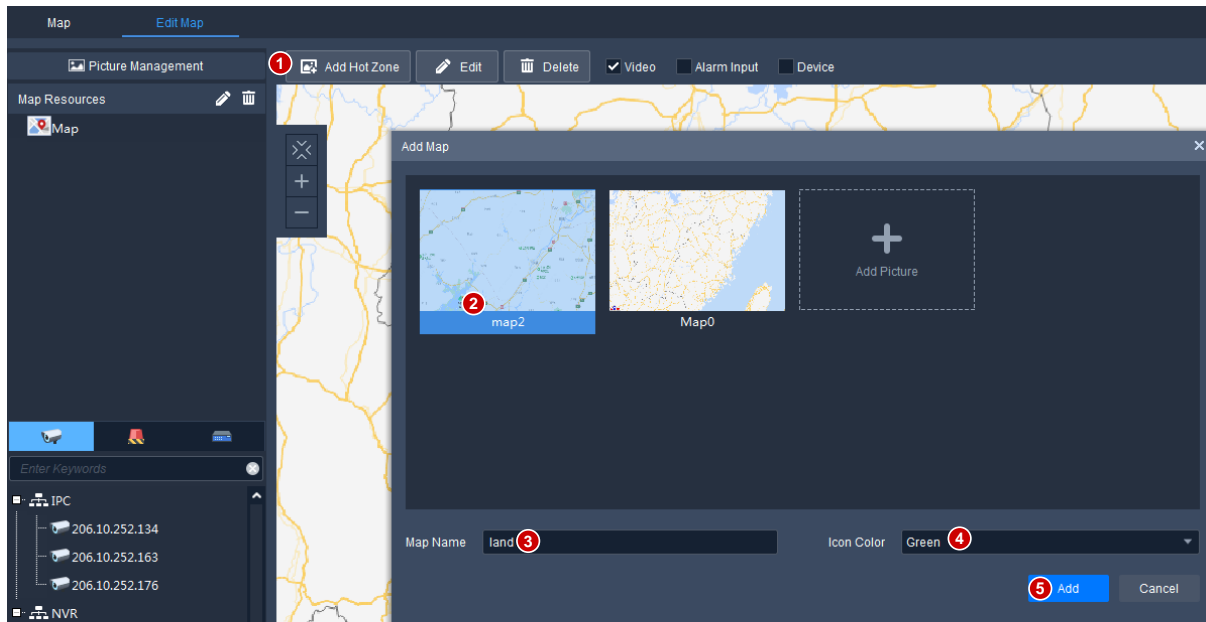 Map
Edit Map
Picture Management
1 Add Hot Zone
Edit
Delete
Video
Alarm Input
Device
Map Resources
Map
Add Map
2
map2
Map0
Add Picture
Enter Keywords
IPC
206.10.252.134
206.10.252.163
206.10.252.176
NVR
Map Name
land 3
Icon Color
Green 4
5 Add
Cancel